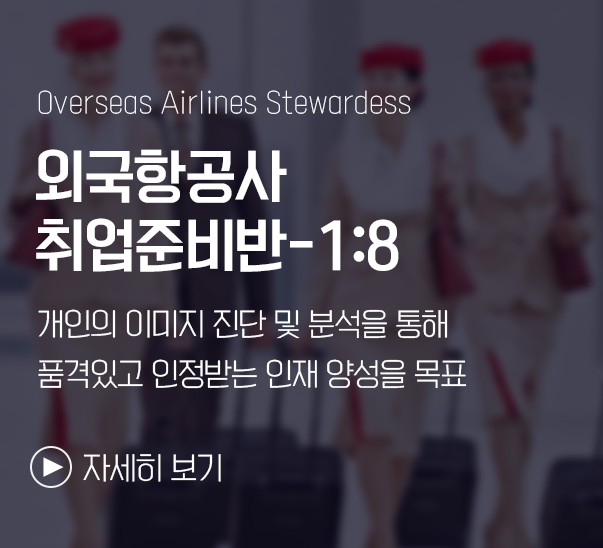 Overseas Airlines Stewardess
외국항공사
취업준비반-1:8
개인의 이미지 진단 및 분석을 통해
품격있고 인정받는 인재 양성을 목표
자세히 보기